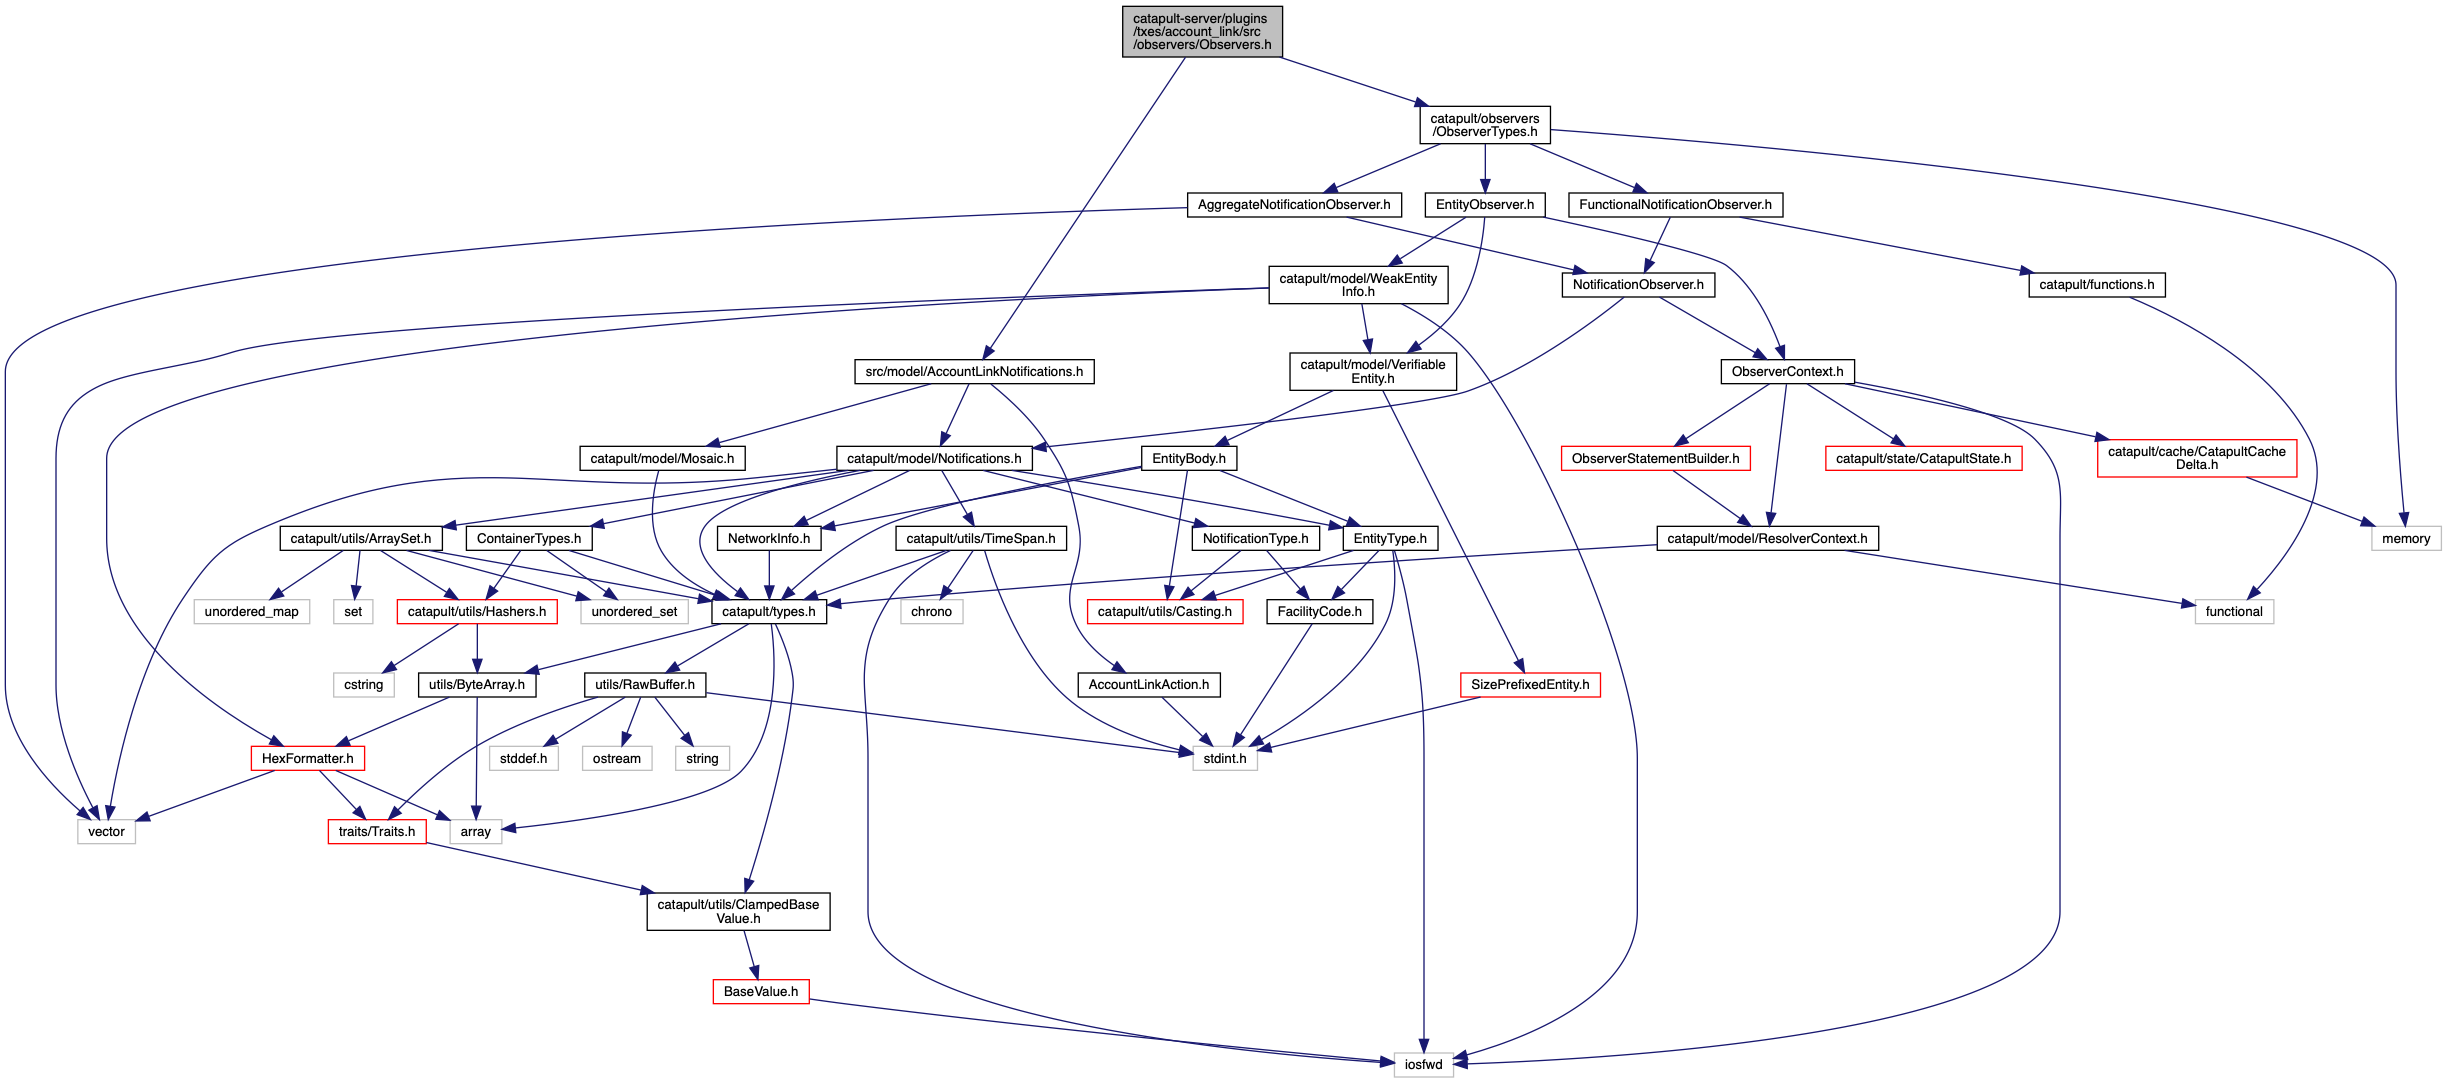 catapult-server/plugins
/txes/account_link/src
/observers/Observers.h
catapult/observers
/ObserverTypes.h
AggregateNotificationObserver.h
EntityObserver.h
FunctionalNotificationObserver.h
catapult/model/WeakEntity
Info.h
NotificationObserver.h
catapult/functions.h
src/model/AccountLinkNotifications.h
catapult/model/Verifiable
Entity.h
ObserverContext.h
catapult/model/Mosaic.h
catapult/model/Notifications.h
EntityBody.h
ObserverStatementBuilder.h
catapult/state/CatapultState.h
catapult/cache/CatapultCache
Delta.h
catapult/utils/ArraySet.h
ContainerTypes.h
NetworkInfo.h
catapult/utils/TimeSpan.h
NotificationType.h
EntityType.h
catapult/model/ResolverContext.h
memory
unordered_map
set
catapult/utils/Hashers.h
unordered_set
catapult/types.h
chrono
catapult/utils/Casting.h
FacilityCode.h
functional
cstring
utils/ByteArray.h
utils/RawBuffer.h
AccountLinkAction.h
SizePrefixedEntity.h
HexFormatter.h
stddef.h
ostream
string
stdint.h
vector
traits/Traits.h
array
catapult/utils/ClampedBase
Value.h
BaseValue.h
iosfwd